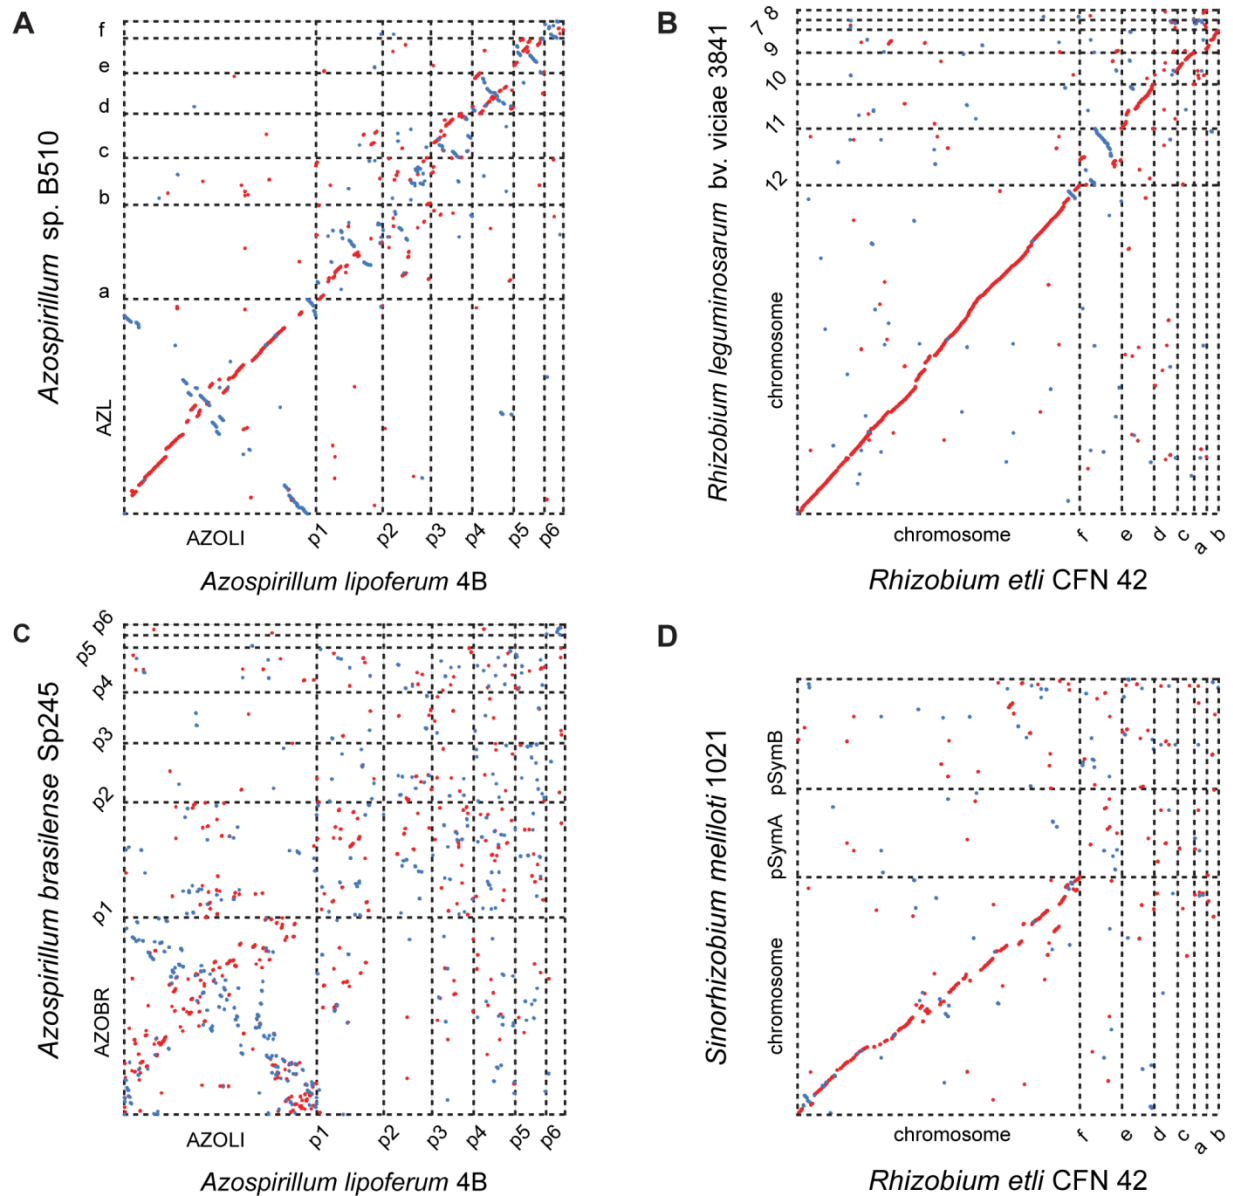 A
f
e
d
c
b
a
AZL
Azospirillum sp. B510
AZOLI
p1
p2
p3
p4
p5
p6
Azospirillum lipoferum 4B
B
8
7
9
10
11
12
chromosome
Rhizobium leguminosarum bv. viciae 3841
chromosome
f
e
d
c
a
b
Rhizobium etli CFN 42
C
p6
p5
p4
p3
p2
p1
AZOBR
Azospirillum brasilense Sp245
AZOLI
p1
p2
p3
p4
p5
p6
Azospirillum lipoferum 4B
D
pSymB
pSymA
chromosome
Sinorhizobium meliloti 1021
chromosome
f
e
d
c
a
b
Rhizobium etli CFN 42